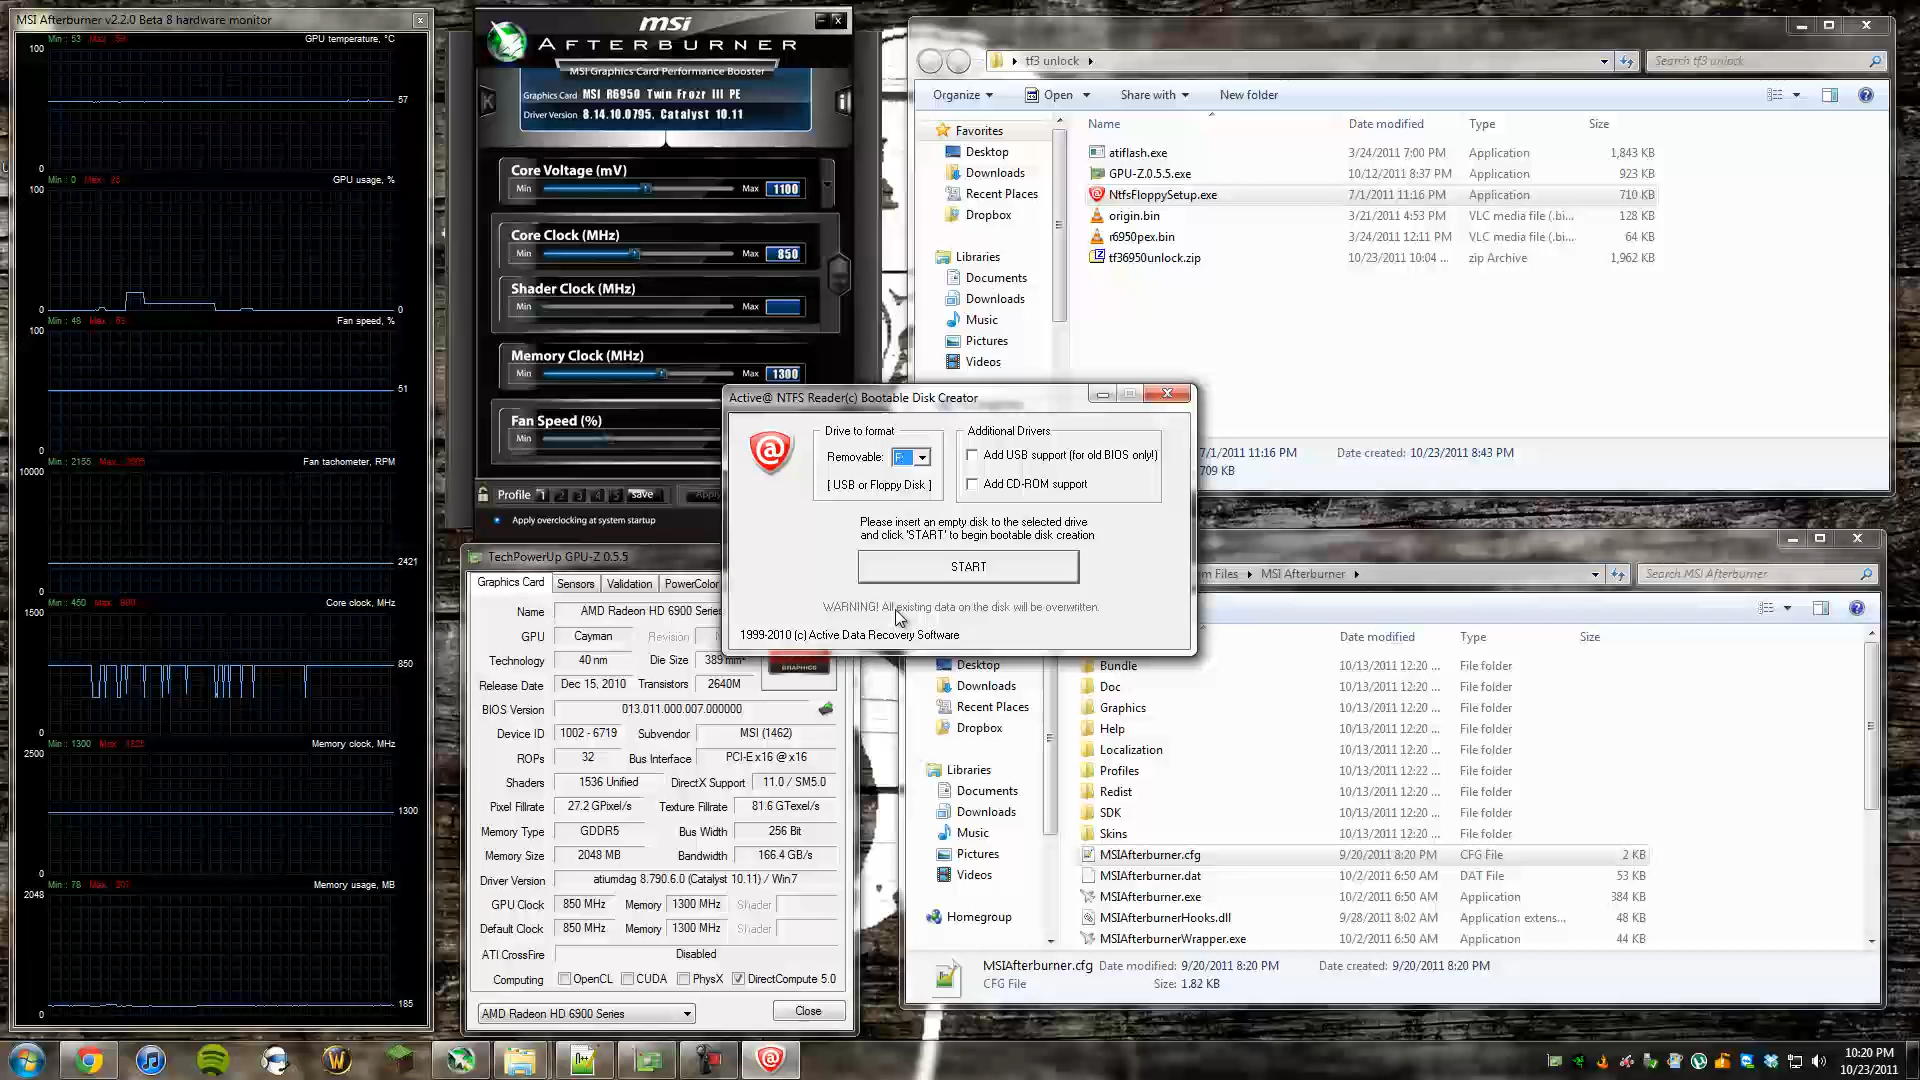 MSI Afterburner v2.2.0 Beta 8 hardware monitor
Min : 53
GPU temperature, °C
100
57
0
Min : 0
GPU usage, %
100
0
0
Min : 48
Fan speed, %
100
51
0
Min : 2155
Fan tachometer, RPM
10000
2421
0
Min : 450
Core clock, MHz
1500
850
0
Min : 1300
Memory clock, MHz
2500
1300
0
Min : 78
Memory usage, MB
2048
185
0
msi
AFTERBURNER
MSI Graphics Card Performance Booster
Graphics Card MSI R6950 Twin Frozr III PE
Driver Version 8.14.10.0795, Catalyst 10.11
K
i
Core Voltage (mV)
Min Max 1100
Core Clock (MHz)
Min Max 850
Shader Clock (MHz)
Min Max
Memory Clock (MHz)
Min Max 1300
Fan Speed (%)
Min
Profile 1 2 3 4 5 save Apply
Apply overclocking at system startup
TechPowerUp GPU-Z 0.5.5
Graphics Card Sensors Validation PowerColor
Name AMD Radeon HD 6900 Series
GPU Cayman Revision
Technology 40 nm Die Size 389 mm²
GRAPHICS
Release Date Dec 15, 2010 Transistors 2640M
BIOS Version 013.011.000.007.000000
Device ID 1002 - 6719 Subvendor MSI (1462)
ROPs 32 Bus Interface PCI-E x16 @ x16
Shaders 1536 Unified DirectX Support 11.0 / SM5.0
Pixel Fillrate 27.2 GPixel/s Texture Fillrate 81.6 GTexel/s
Memory Type GDDR5 Bus Width 256 Bit
Memory Size 2048 MB Bandwidth 166.4 GB/s
Driver Version atiumdag 8.790.6.0 (Catalyst 10.11) / Win7
GPU Clock 850 MHz Memory 1300 MHz Shader
Default Clock 850 MHz Memory 1300 MHz Shader
ATI CrossFire Disabled
Computing OpenCL CUDA PhysX DirectCompute 5.0
AMD Radeon HD 6900 Series Close
Active@ NTFS Reader(c) Bootable Disk Creator
Drive to format
Removable: F:
[ USB or Floppy Disk ]
Additional Drivers
Add USB support (for old BIOS only!)
Add CD-ROM support
Please insert an empty disk to the selected drive
and click 'START' to begin bootable disk creation
START
WARNING! All existing data on the disk will be overwritten.
1999-2010 (c) Active Data Recovery Software
tf3 unlock
Search tf3 unlock
Organize Open Share with New folder
Favorites
Desktop
Downloads
Recent Places
Dropbox
Libraries
Documents
Downloads
Music
Pictures
Videos
Name Date modified Type Size
atiflash.exe 3/24/2011 7:00 PM Application 1,843 KB
GPU-Z.0.5.5.exe 10/12/2011 8:37 PM Application 923 KB
NtfsFloppySetup.exe 7/1/2011 11:16 PM Application 710 KB
origin.bin 3/21/2011 4:53 PM VLC media file (.bi... 128 KB
r6950pex.bin 3/24/2011 12:11 PM VLC media file (.bi... 64 KB
tf36950unlock.zip 10/23/2011 10:04 ... zip Archive 1,962 KB
7/1/2011 11:16 PM Date created: 10/23/2011 8:43 PM
709 KB
m Files MSI Afterburner
Search MSI Afterburner
Desktop
Downloads
Recent Places
Dropbox
Libraries
Documents
Downloads
Music
Pictures
Videos
Homegroup
Date modified Type Size
Bundle 10/13/2011 12:20 ... File folder
Doc 10/13/2011 12:20 ... File folder
Graphics 10/13/2011 12:20 ... File folder
Help 10/13/2011 12:20 ... File folder
Localization 10/13/2011 12:20 ... File folder
Profiles 10/13/2011 12:22 ... File folder
Redist 10/13/2011 12:20 ... File folder
SDK 10/13/2011 12:20 ... File folder
Skins 10/13/2011 12:20 ... File folder
MSIAfterburner.cfg 9/20/2011 8:20 PM CFG File 2 KB
MSIAfterburner.dat 10/2/2011 6:50 AM DAT File 53 KB
MSIAfterburner.exe 10/2/2011 6:50 AM Application 384 KB
MSIAfterburnerHooks.dll 9/28/2011 8:02 AM Application extens... 48 KB
MSIAfterburnerWrapper.exe 10/2/2011 6:50 AM Application 44 KB
MSIAfterburner.cfg Date modified: 9/20/2011 8:20 PM Date created: 9/20/2011 8:20 PM
CFG File Size: 1.82 KB
10:20 PM
10/23/2011